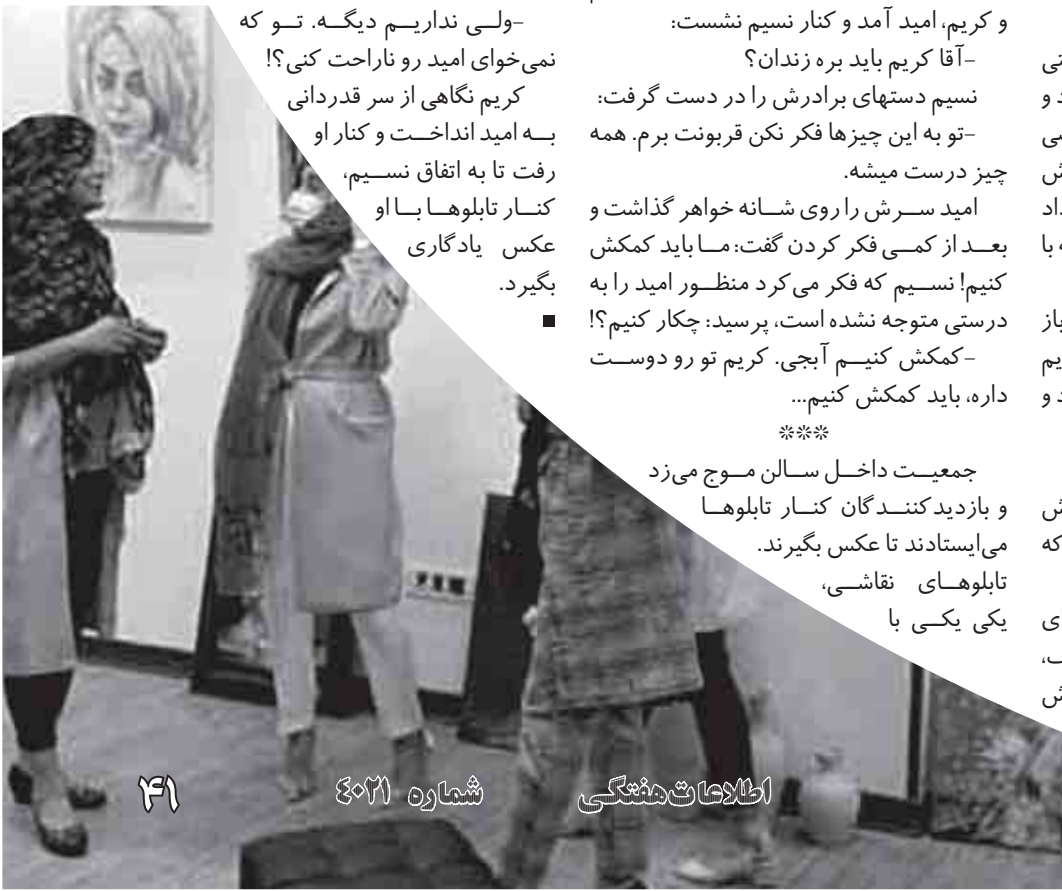 و کریم، امید آمد و کنار نسیم نشست:
-آقا کریم باید بره زندان؟
نسیم دستهای برادرش را در دست گرفت:
-تو به این چیزها فکر نکن قربونت برم. همه
چیز درست میشه.
امید سرش را روی شانه خواهر گذاشت و
بعد از کمی فکر کردن گفت: ما باید کمکش
کنیم! نسیم که فکر می‌کرد منظور امید را به
درستی متوجه نشده است، پرسید: چکار کنیم؟!
-کمکش کنیم آبجی. کریم تو رو دوست
داره، باید کمکش کنیم...
***
جمعیت داخل سالن موج می‌زد
و بازدیدکنندگان کنار تابلوها
می‌ایستادند تا عکس بگیرند.
تابلوهای نقاشی،
یکی یکی با
-ولی نداریم دیگه. تو که
نمی‌خوای امید رو ناراحت کنی؟!
کریم نگاهی از سر قدردانی
به امید انداخت و کنار او
رفت تا به اتفاق نسیم،
کنار تابلوها با او
عکس یادگاری
بگیرد.
■
اطلاعات هفتگی
شماره ۴۰۲۱
۴۱